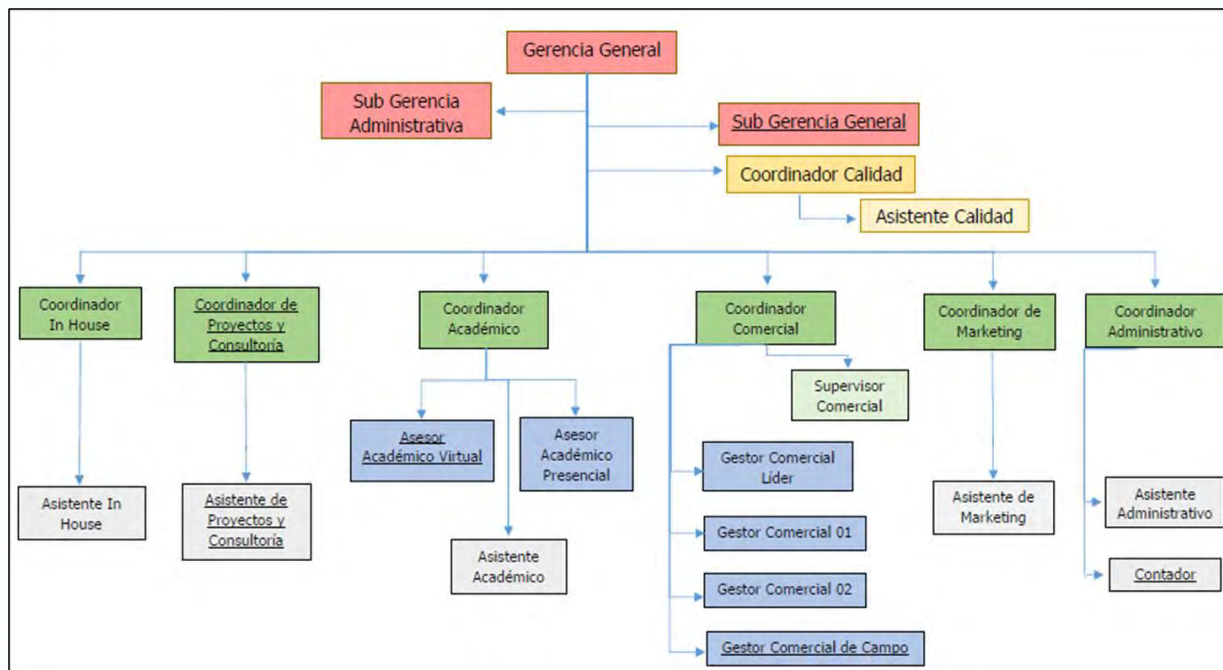 Gerencia General
Sub Gerencia
Administrativa
Sub Gerencia General
Coordinador Calidad
Asistente Calidad
Coordinador
In House
Coordinador de
Proyectos y
Consultoría
Coordinador
Académico
Coordinador
Comercial
Coordinador de
Marketing
Coordinador
Administrativo
Supervisor
Comercial
Asesor
Académico Virtual
Asesor
Académico
Presencial
Gestor Comercial
Líder
Asistente In
House
Asistente de
Proyectos y
Consultoría
Asistente
Académico
Gestor Comercial 01
Gestor Comercial 02
Gestor Comercial de Campo
Asistente de
Marketing
Asistente
Administrativo
Contador